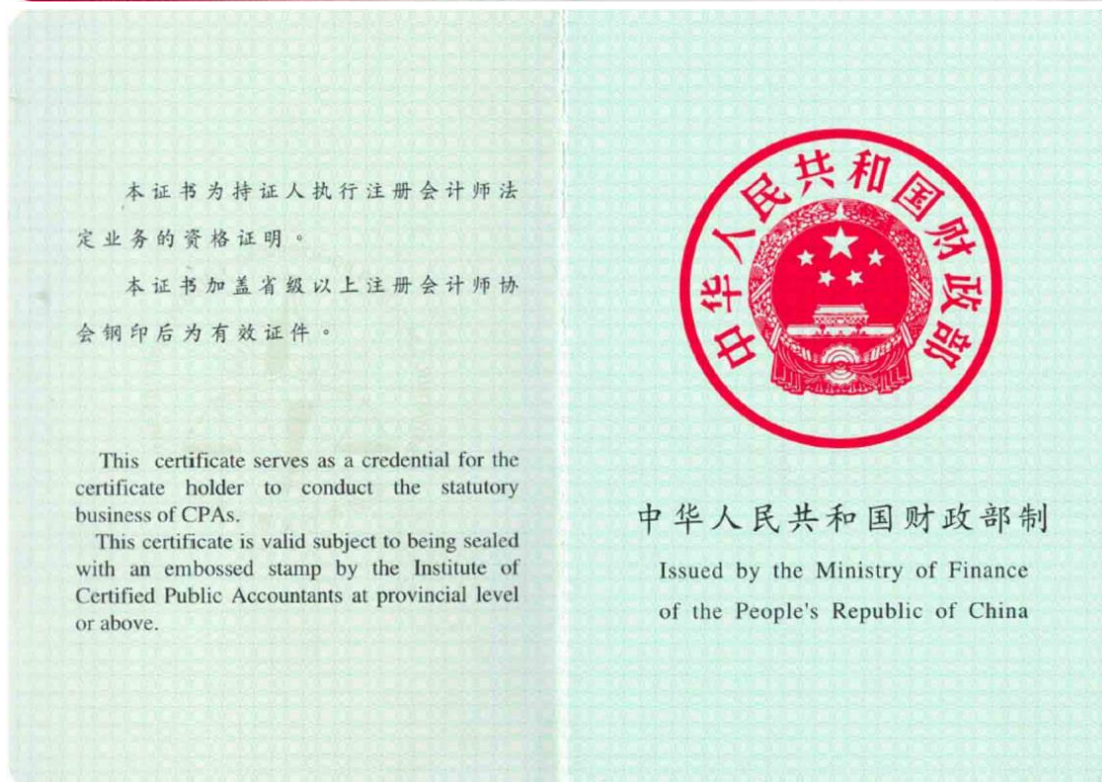 本证书为持证人执行注册会计师法
定业务的资格证明。
本证书加盖省级以上注册会计师协
会钢印后为有效证件。
This certificate serves as a credential for the
certificate holder to conduct the statutory
business of CPAs.
This certificate is valid subject to being sealed
with an embossed stamp by the Institute of
Certified Public Accountants at provincial level
or above.
中华人民共和国财政部
中华人民共和国财政部制
Issued by the Ministry of Finance
of the People's Republic of China